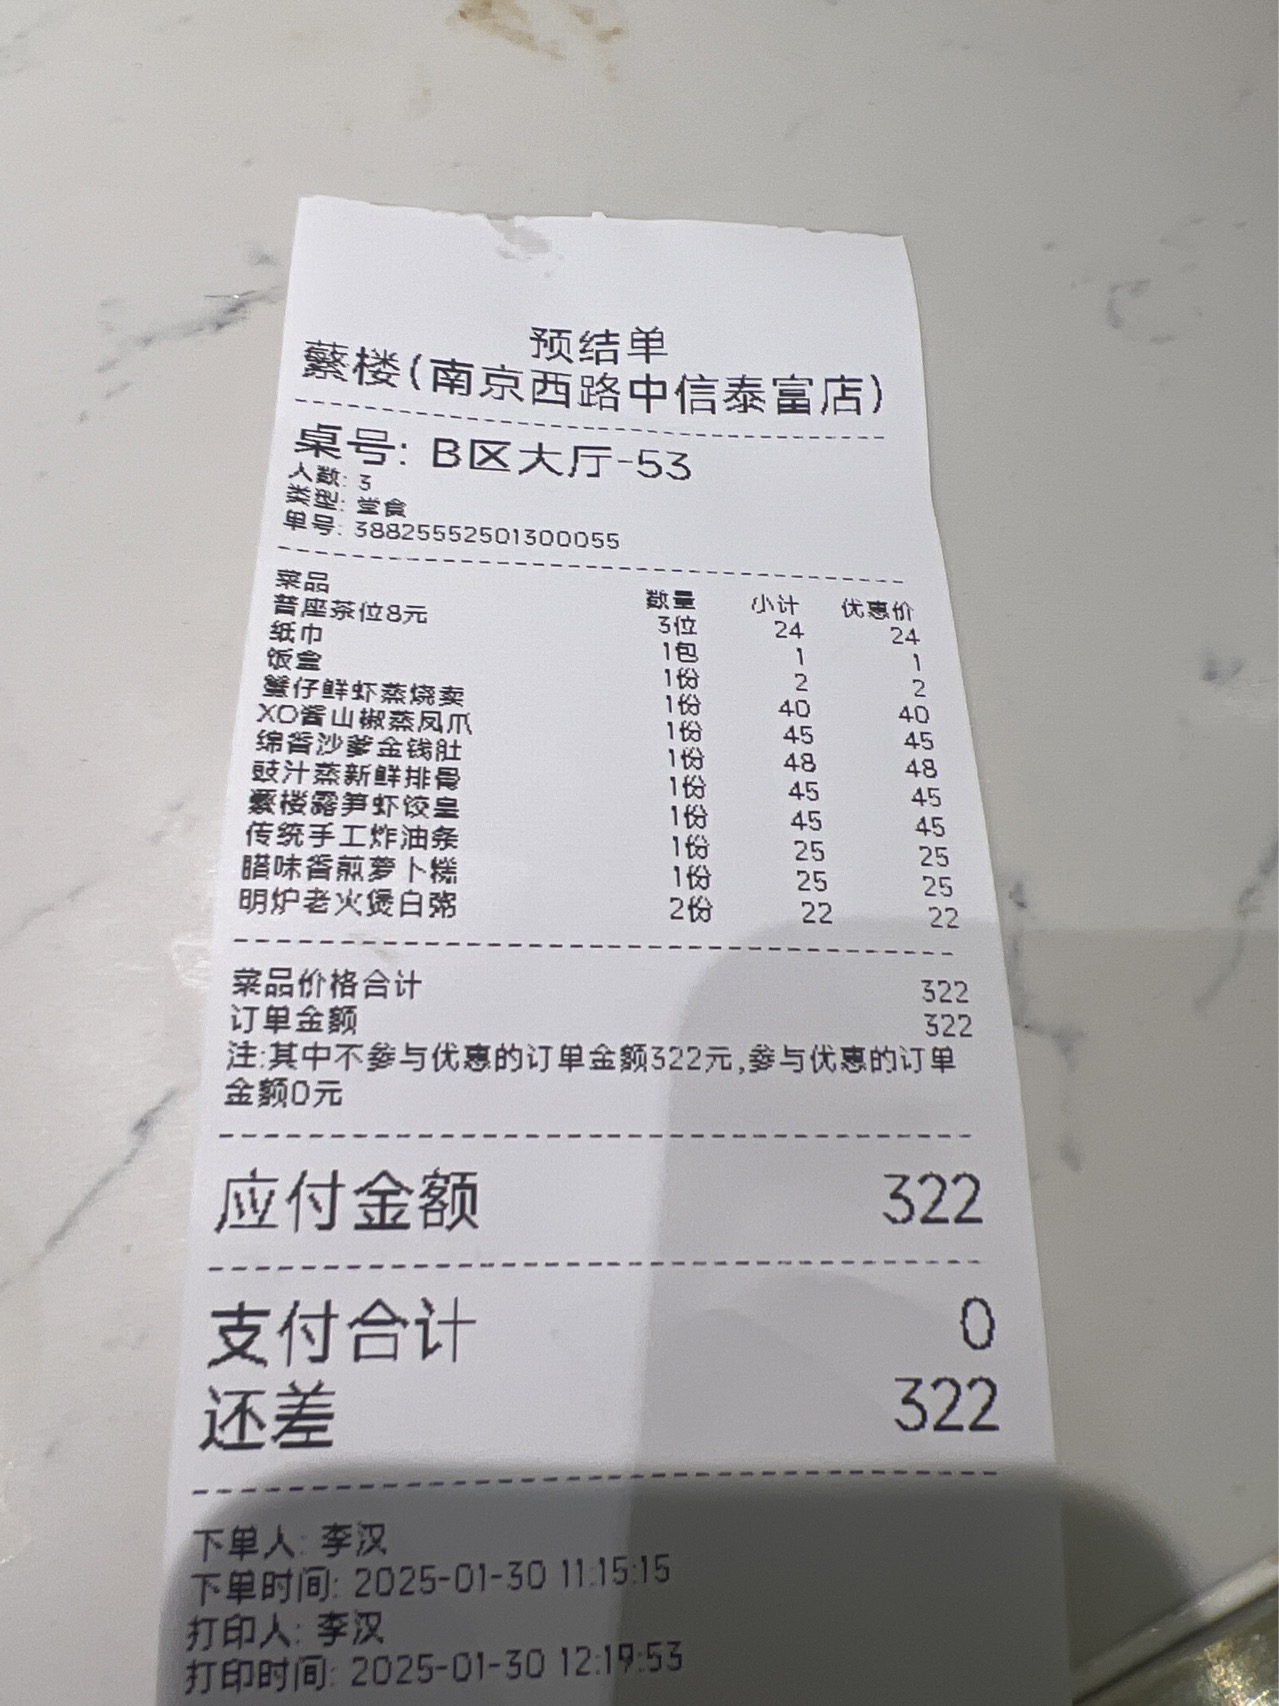 预结单
蘩楼(南京西路中信泰富店)
桌号: B区大厅-53
人数: 3
类型: 堂食
单号: 38825552501300055
菜品 数量 小计 优惠价
普座茶位8元 3位 24 24
纸巾 1包 1 1
饭盒 1份 2 2
蟹仔鲜虾蒸烧卖 1份 40 40
XO酱山椒蒸凤爪 1份 45 45
绵香沙爹金钱肚 1份 48 48
豉汁蒸新鲜排骨 1份 45 45
蘩楼露笋虾饺皇 1份 45 45
传统手工炸油条 1份 25 25
腊味香煎萝卜糕 1份 25 25
明炉老火煲白粥 2份 22 22
菜品价格合计 322
订单金额 322
注:其中不参与优惠的订单金额322元,参与优惠的订单
金额0元
应付金额 322
支付合计 0
还差 322
下单人: 李汉
下单时间: 2025-01-30 11:15:15
打印人: 李汉
打印时间: 2025-01-30 12:19:53